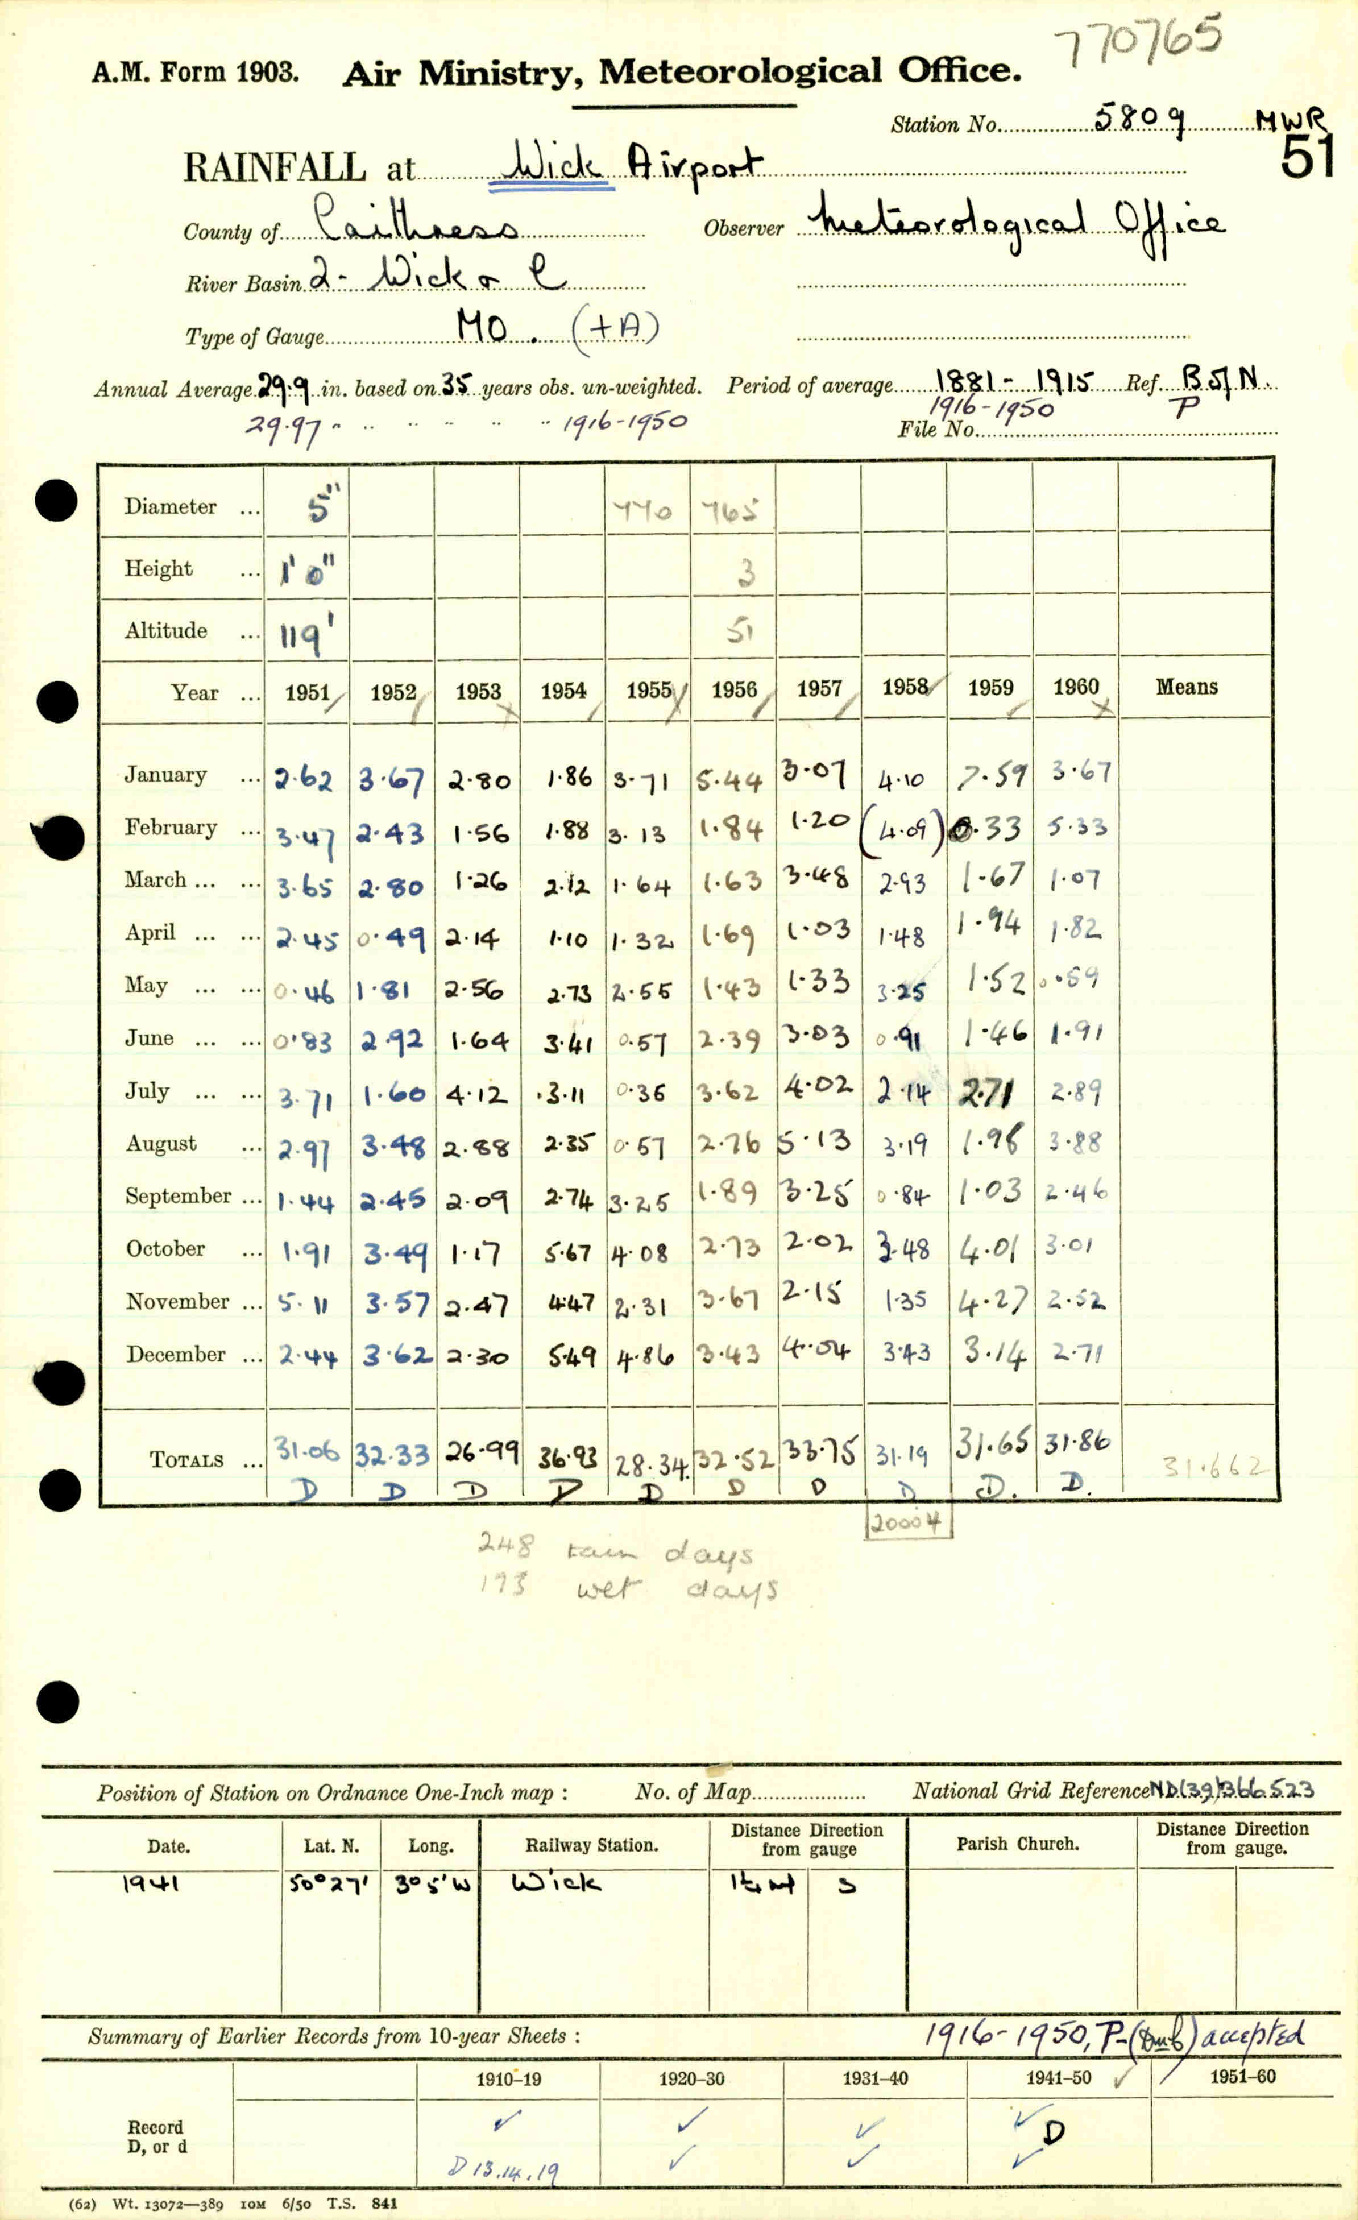 770765
A.M. Form 1903. Air Ministry, Meteorological Office.
Station No. 5809 MWR
51
RAINFALL at Wick Airport
County of Caithness Observer Meteorological Office
River Basin 2- Wick & C
Type of Gauge MO. (+A)
Annual Average 29.9 in. based on 35 years obs. un-weighted. Period of average 1881-1915 Ref. B of N.
29.97 " " " " " " 1916-1950 1916-1950 P
File No.
Diameter ... 5" 770 765
Height ... 1' 0" 3
Altitude ... 119' 51
Year ... 1951 1952 1953 1954 1955 1956 1957 1958 1959 1960 Means
January ... 2.62 3.67 2.80 1.86 3.71 5.44 3.07 4.10 7.59 3.67
February ... 3.47 2.43 1.56 1.88 3.13 1.84 1.20 (4.09) 0.33 5.33
March ... ... 3.65 2.80 1.26 2.12 1.64 1.63 3.48 2.93 1.67 1.07
April ... ... 2.45 0.49 2.14 1.10 1.32 1.69 1.03 1.48 1.94 1.82
May ... ... 0.46 1.81 2.56 2.73 2.55 1.43 1.33 3.25 1.52 0.59
June ... ... 0.83 2.92 1.64 3.41 0.57 2.39 3.03 0.91 1.46 1.91
July ... ... 3.71 1.60 4.12 3.11 0.36 3.62 4.02 2.14 2.71 2.89
August ... 2.97 3.48 2.88 2.35 0.57 2.76 5.13 3.19 1.98 3.88
September ... 1.44 2.45 2.09 2.74 3.25 1.89 3.25 0.84 1.03 2.46
October ... 1.91 3.49 1.17 5.67 4.08 2.73 2.02 3.48 4.01 3.01
November ... 5.11 3.57 2.47 4.47 2.31 3.67 2.15 1.35 4.27 2.52
December ... 2.44 3.62 2.30 5.49 4.86 3.43 4.04 3.43 3.14 2.71
TOTALS ... 31.06 32.33 26.99 36.93 28.34 32.52 33.75 31.19 31.65 31.86 31.662
D D D D D D D D D. D.
20004
248 rain days
193 wet days
Position of Station on Ordnance One-Inch map : No. of Map National Grid Reference ND(39)366.523
Date. Lat. N. Long. Railway Station. Distance from Direction gauge Parish Church. Distance from Direction gauge.
1941 50°27' 3°5'W Wick 1¼ M S
Summary of Earlier Records from 10-year Sheets : 1916-1950, P- (Dmb) accepted
1910–19 1920–30 1931–40 1941–50 ✓ 1951–60
Record ✓ ✓ ✓ ✓ D
D, or d D 13.14.19 ✓ ✓ ✓
(62) Wt. 13072—389 10M 6/50 T.S. 841